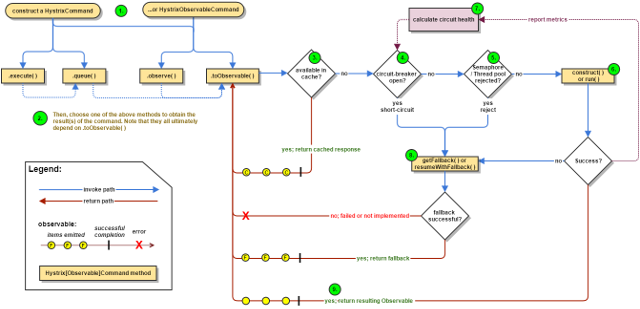 construct a HystrixCommand
1.
...or HystrixObservableCommand
7.
calculate circuit health
report metrics
.execute()
.queue()
.observe()
.toObservable()
3.
available in
cache?
no
4.
circuit-breaker
open?
no
5.
Semaphore
/ Thread pool
rejected?
no
6.
construct() or
or run()
2.
Then, choose one of the above methods to obtain the
result(s) of the command. Note that they all ultimately
depend on .toObservable()
yes
short-circuit
yes
reject
yes; return cached response
C C C
8.
getFallback() or
resumeWithFallback()
no
Success?
Legend:
invoke path
return path
observable:
items emitted
successful
completion
error
F F F
X
Hystrix[Observable]Command method
X
no; failed or not implemented
fallback
successful?
F F F
yes; return fallback
9.
yes; return resulting Observable